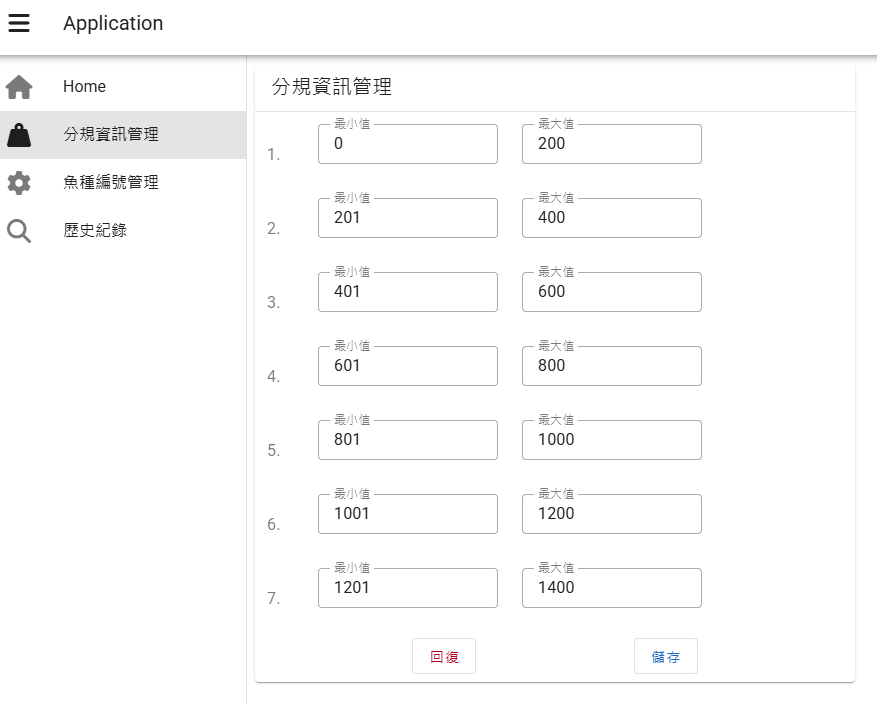 Application
Home
分規資訊管理
魚種編號管理
歷史紀錄
分規資訊管理
最小值 最大值
1. 0 200
最小值 最大值
2. 201 400
最小值 最大值
3. 401 600
最小值 最大值
4. 601 800
最小值 最大值
5. 801 1000
最小值 最大值
6. 1001 1200
最小值 最大值
7. 1201 1400
回復 儲存